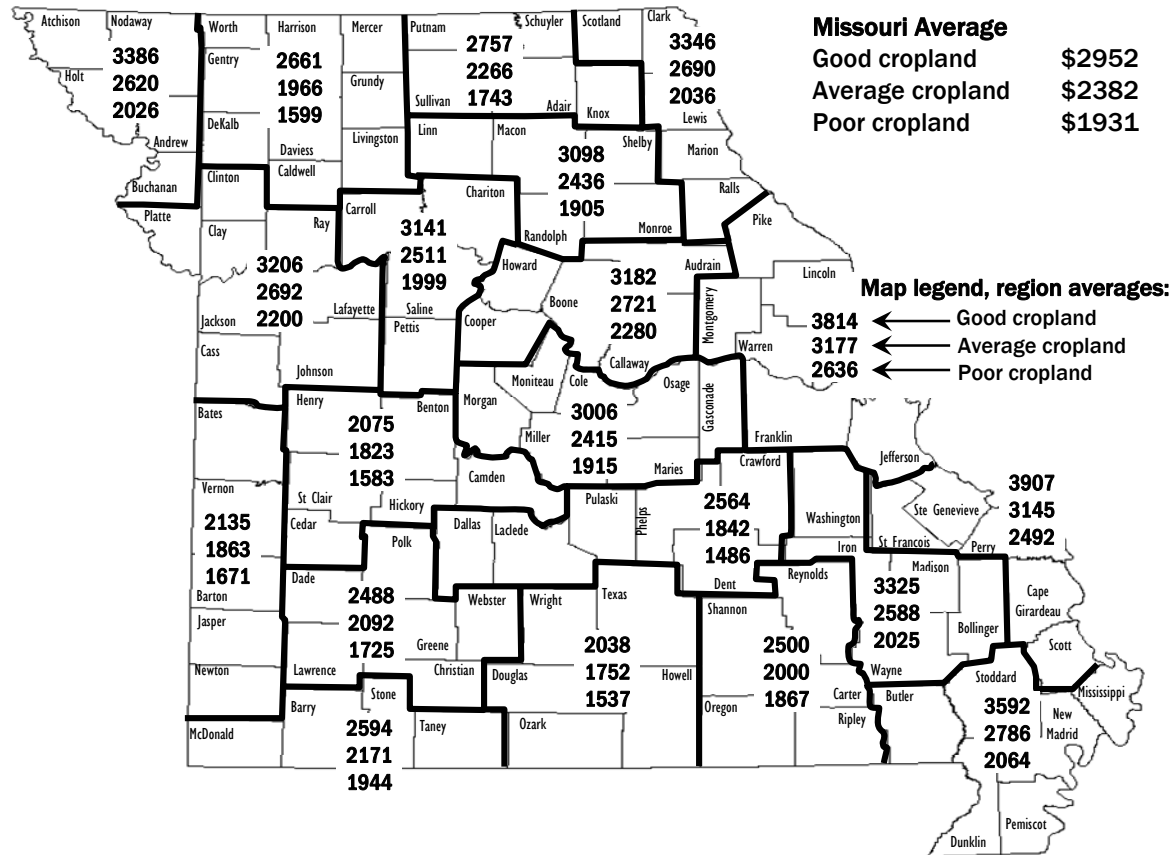 Missouri Average
Good cropland $2952
Average cropland $2382
Poor cropland $1931
Map legend, region averages:
3814 Good cropland
3177 Average cropland
2636 Poor cropland
Atchison
Nodaway
Holt
Andrew
Buchanan
3386
2620
2026
Worth
Harrison
Mercer
Gentry
Grundy
DeKalb
Daviess
Livingston
Caldwell
2661
1966
1599
Putnam
Schuyler
Sullivan
Adair
2757
2266
1743
Scotland
Clark
Knox
Lewis
Marion
Ralls
3346
2690
2036
Linn
Macon
Shelby
Randolph
Monroe
3098
2436
1905
Clinton
Platte
Clay
Ray
Jackson
Lafayette
Cass
Johnson
3206
2692
2200
Carroll
Chariton
Saline
Pettis
3141
2511
1999
Howard
Boone
Audrain
Cooper
Callaway
3182
2721
2280
Pike
Lincoln
Montgomery
Warren
Franklin
Jefferson
Moniteau
Cole
Osage
Gasconade
Morgan
Miller
Maries
3006
2415
1915
Henry
Benton
St Clair
Hickory
Cedar
Camden
2075
1823
1583
Bates
Vernon
Barton
Jasper
Newton
2135
1863
1671
Polk
Dade
Greene
Lawrence
Christian
2488
2092
1725
Crawford
Pulaski
Phelps
Dallas
Laclede
Dent
Webster
2564
1842
1486
Washington
Iron
Ste Genevieve
St Francois
Perry
Cape
Girardeau
Scott
3907
3145
2492
Madison
Bollinger
Wayne
3325
2588
2025
Wright
Texas
Douglas
Howell
Ozark
2038
1752
1537
Reynolds
Shannon
Carter
Oregon
Ripley
2500
2000
1867
McDonald
Barry
Stone
Taney
2594
2171
1944
Butler
Stoddard
Mississippi
New
Madrid
Dunklin
Pemiscot
3592
2786
2064